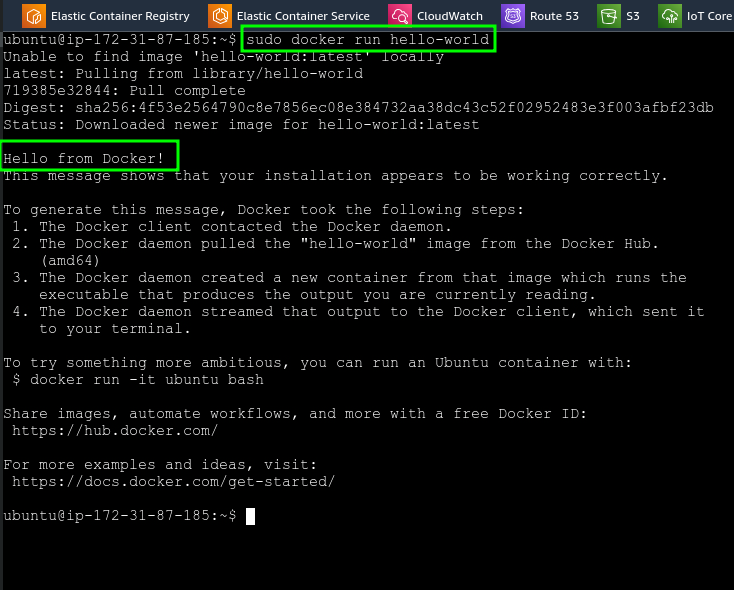 Elastic Container Registry Elastic Container Service CloudWatch Route 53 S3 IoT Core
ubuntu@ip-172-31-87-185:~$ sudo docker run hello-world
Unable to find image 'hello-world:latest' locally
latest: Pulling from library/hello-world
719385e32844: Pull complete
Digest: sha256:4f53e2564790c8e7856ec08e384732aa38dc43c52f02952483e3f003afbf23db
Status: Downloaded newer image for hello-world:latest
Hello from Docker!
This message shows that your installation appears to be working correctly.
To generate this message, Docker took the following steps:
1. The Docker client contacted the Docker daemon.
2. The Docker daemon pulled the "hello-world" image from the Docker Hub.
(amd64)
3. The Docker daemon created a new container from that image which runs the
executable that produces the output you are currently reading.
4. The Docker daemon streamed that output to the Docker client, which sent it
to your terminal.
To try something more ambitious, you can run an Ubuntu container with:
$ docker run -it ubuntu bash
Share images, automate workflows, and more with a free Docker ID:
https://hub.docker.com/
For more examples and ideas, visit:
https://docs.docker.com/get-started/
ubuntu@ip-172-31-87-185:~$